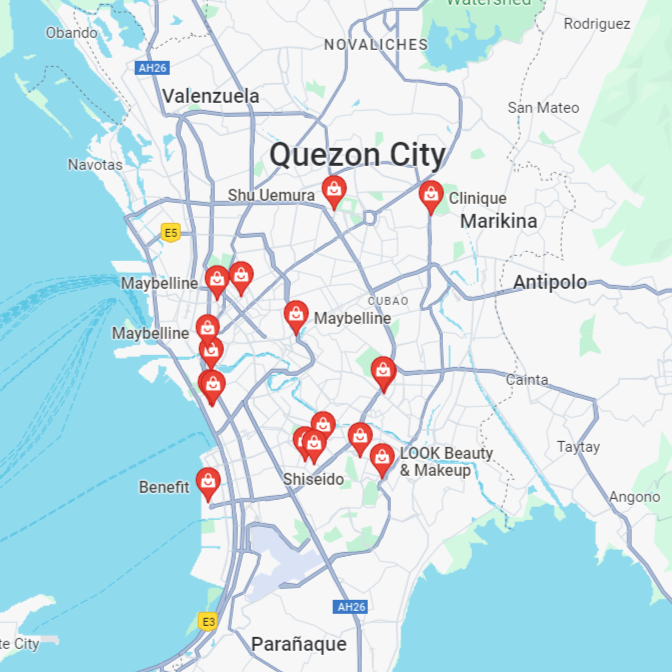 Watershed
Obando
Rodriguez
NOVALICHES
AH26
Valenzuela
San Mateo
Quezon City
Navotas
Shu Uemura
Clinique
Marikina
E5
Maybelline
Antipolo
CUBAO
Maybelline
Maybelline
Cainta
Taytay
LOOK Beauty
& Makeup
Shiseido
Benefit
Angono
AH26
E3
te City
Parañaque